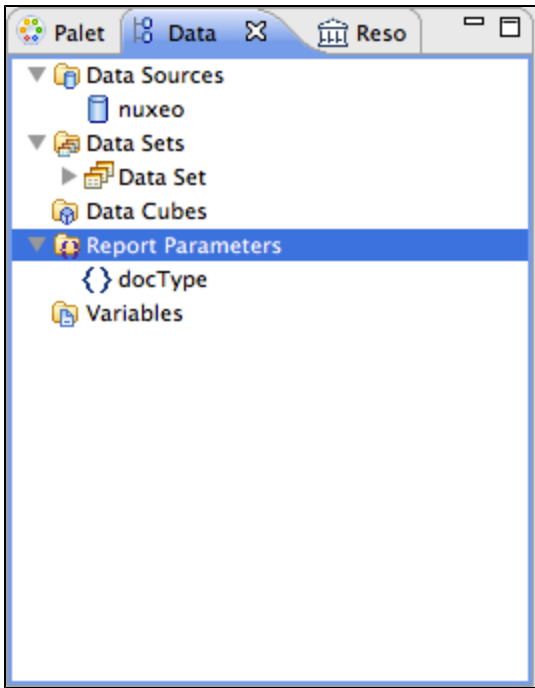 Palet Data Reso
Data Sources
nuxeo
Data Sets
Data Set
Data Cubes
Report Parameters
{} docType
Variables